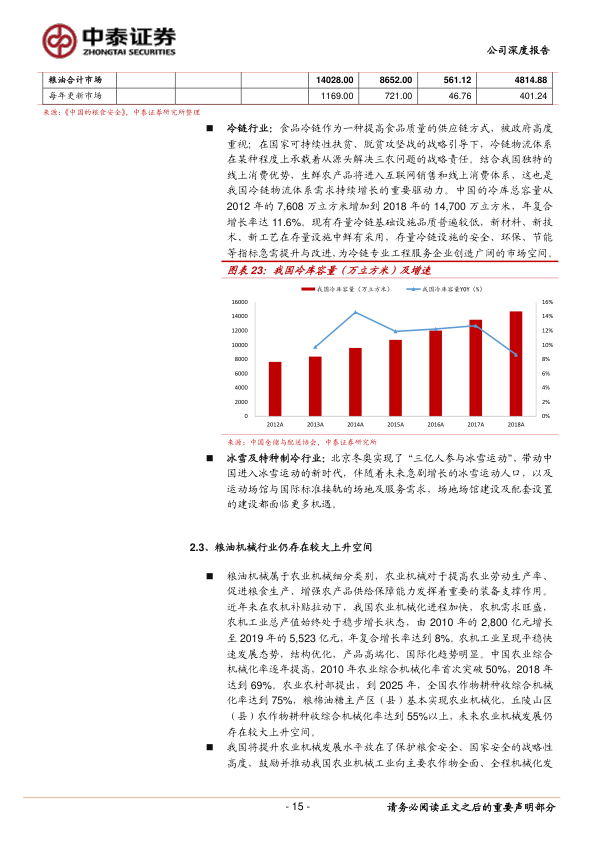 中泰证券
ZHONGTAI SECURITIES
公司深度报告
粮油合计市场 14028.00 8652.00 561.12 4814.88
每年更新市场 1169.00 721.00 46.76 401.24
来源：《中国的粮食安全》，中泰证券研究所整理
■ 冷链行业：食品冷链作为一种提高食品质量的供应链方式，被政府高度
重视；在国家可持续性扶贫、脱贫攻坚战的战略引导下，冷链物流体系
在某种程度上承载着从源头解决三农问题的战略责任。结合我国独特的
线上消费优势，生鲜农产品将进入互联网销售和线上消费体系，这也是
我国冷链物流体系需求持续增长的重要驱动力。中国的冷库总容量从
2012 年的 7,608 万立方米增加到 2018 年的 14,700 万立方米，年复合
增长率达 11.6%。现有存量冷链基础设施品质普遍较低，新材料、新技
术、新工艺在存量设施中鲜有采用，存量冷链设施的安全、环保、节能
等指标急需提升与改进，为冷链专业工程服务企业创造广阔的市场空间。
图表 23：我国冷库容量（万立方米）及增速
我国冷库容量（万立方米） 我国冷库容量YOY（%）
16000 16%
14000 14%
12000 12%
10000 10%
8000 8%
6000 6%
4000 4%
2000 2%
0 0%
2012A 2013A 2014A 2015A 2016A 2017A 2018A
来源：中国仓储与配送协会，中泰证券研究所
■ 冰雪及特种制冷行业：北京冬奥实现了“三亿人参与冰雪运动”，带动中
国进入冰雪运动的新时代，伴随着未来急剧增长的冰雪运动人口，以及
运动场馆与国际标准接轨的场地及服务需求，场地场馆建设及配套设置
的建设都面临更多机遇。
2.3、粮油机械行业仍存在较大上升空间
■ 粮油机械属于农业机械细分类别，农业机械对于提高农业劳动生产率、
促进粮食生产、增强农产品供给保障能力发挥着重要的装备支撑作用。
近年来在农机补贴拉动下，我国农业机械化进程加快，农机需求旺盛，
农机工业总产值始终处于稳步增长状态，由 2010 年的 2,800 亿元增长
至 2019 年的 5,523 亿元，年复合增长率达到 8%。农机工业呈现平稳快
速发展态势，结构优化，产品高端化、国际化趋势明显。中国农业综合
机械化率逐年提高，2010 年农业综合机械化率首次突破 50%，2018 年
达到 69%。农业农村部提出，到 2025 年，全国农作物耕种收综合机械
化率达到 75%，粮棉油糖主产区（县）基本实现农业机械化，丘陵山区
（县）农作物耕种收综合机械化率达到 55%以上，未来农业机械发展仍
存在较大上升空间。
■ 我国将提升农业机械发展水平放在了保护粮食安全、国家安全的战略性
高度，鼓励并推动我国农业机械工业向主要农作物全面、全程机械化发
- 15 -
请务必阅读正文之后的重要声明部分